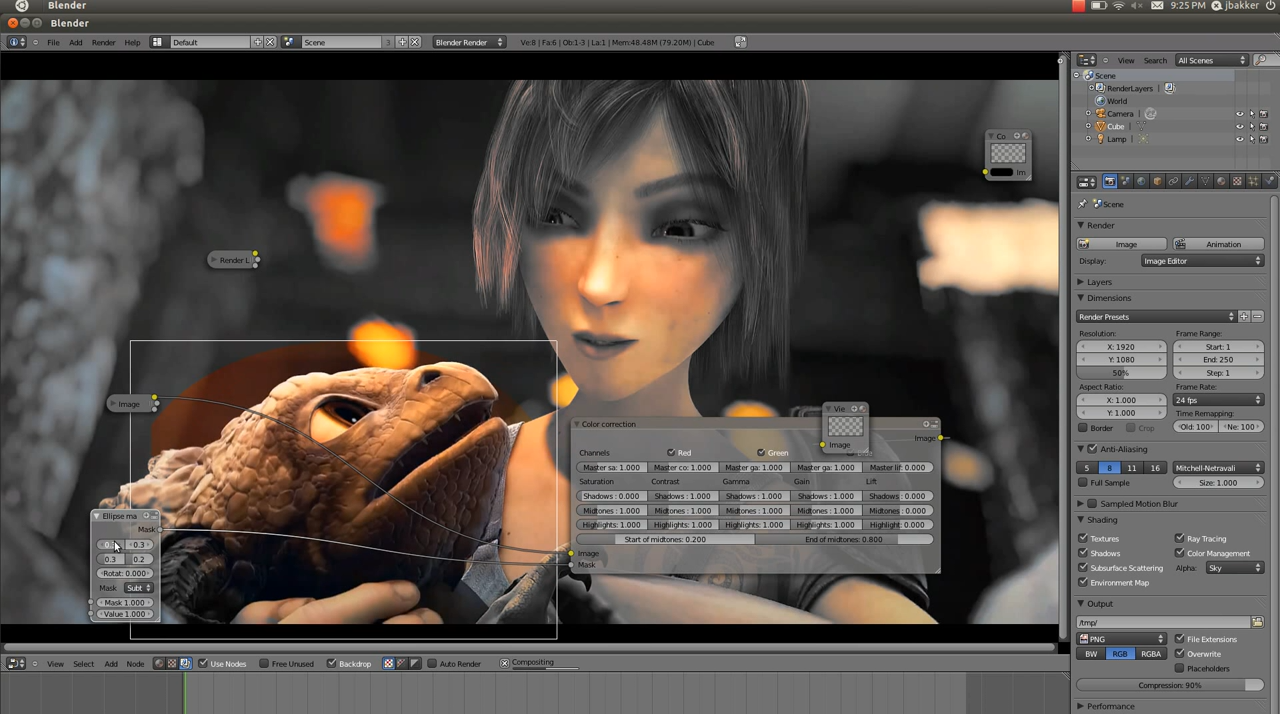 Blender
9:25 PM jbakker
Blender
File Add Render Help Default Scene 3 Blender Render Ve:8 | Fa:6 | Ob:1-3 | La:1 | Mem:48.48M (79.20M) | Cube
View Search All Scenes
Scene
RenderLayers
World
Camera
Cube
Lamp
Co
Im
Scene
Render
Image Animation
Display: Image Editor
Layers
Dimensions
Render Presets
Resolution: Frame Range:
X: 1920 Start: 1
Y: 1080 End: 250
50% Step: 1
Aspect Ratio: Frame Rate:
X: 1.000 24 fps
Y: 1.000 Time Remapping:
Border Crop Old: 100 Ne: 100
Anti-Aliasing
5 8 11 16 Mitchell-Netravali
Full Sample Size: 1.000
Sampled Motion Blur
Shading
Textures Ray Tracing
Shadows Color Management
Subsurface Scattering Alpha: Sky
Environment Map
Output
/tmp/
PNG File Extensions
BW RGB RGBA Overwrite
Placeholders
Compression: 90%
Performance
Render L
Image
Vie
Image
Color correction
Image
Channels Red Green
Master sa: 1.000 Master co: 1.000 Master ga: 1.000 Master ga: 1.000 Master lif: 0.000
Saturation Contrast Gamma Gain Lift
Shadows : 0.000 Shadows : 1.000 Shadows : 1.000 Shadows : 1.000 Shadows : 0.000
Midtones : 0.000 Midtones : 1.000 Midtones : 1.000 Midtones : 1.000 Midtones : 0.000
Highlights: 1.000 Highlights: 1.000 Highlights: 1.000 Highlights: 1.000 Highlight: 0.000
Start of midtones: 0.200 End of midtones: 0.800
Image
Mask
Ellipse ma
Mask
0.3
0.3 0.2
Rotat: 0.000
Mask Subt
Mask 1.000
Value 1.000
View Select Add Node Use Nodes Free Unused Backdrop Auto Render Compositing